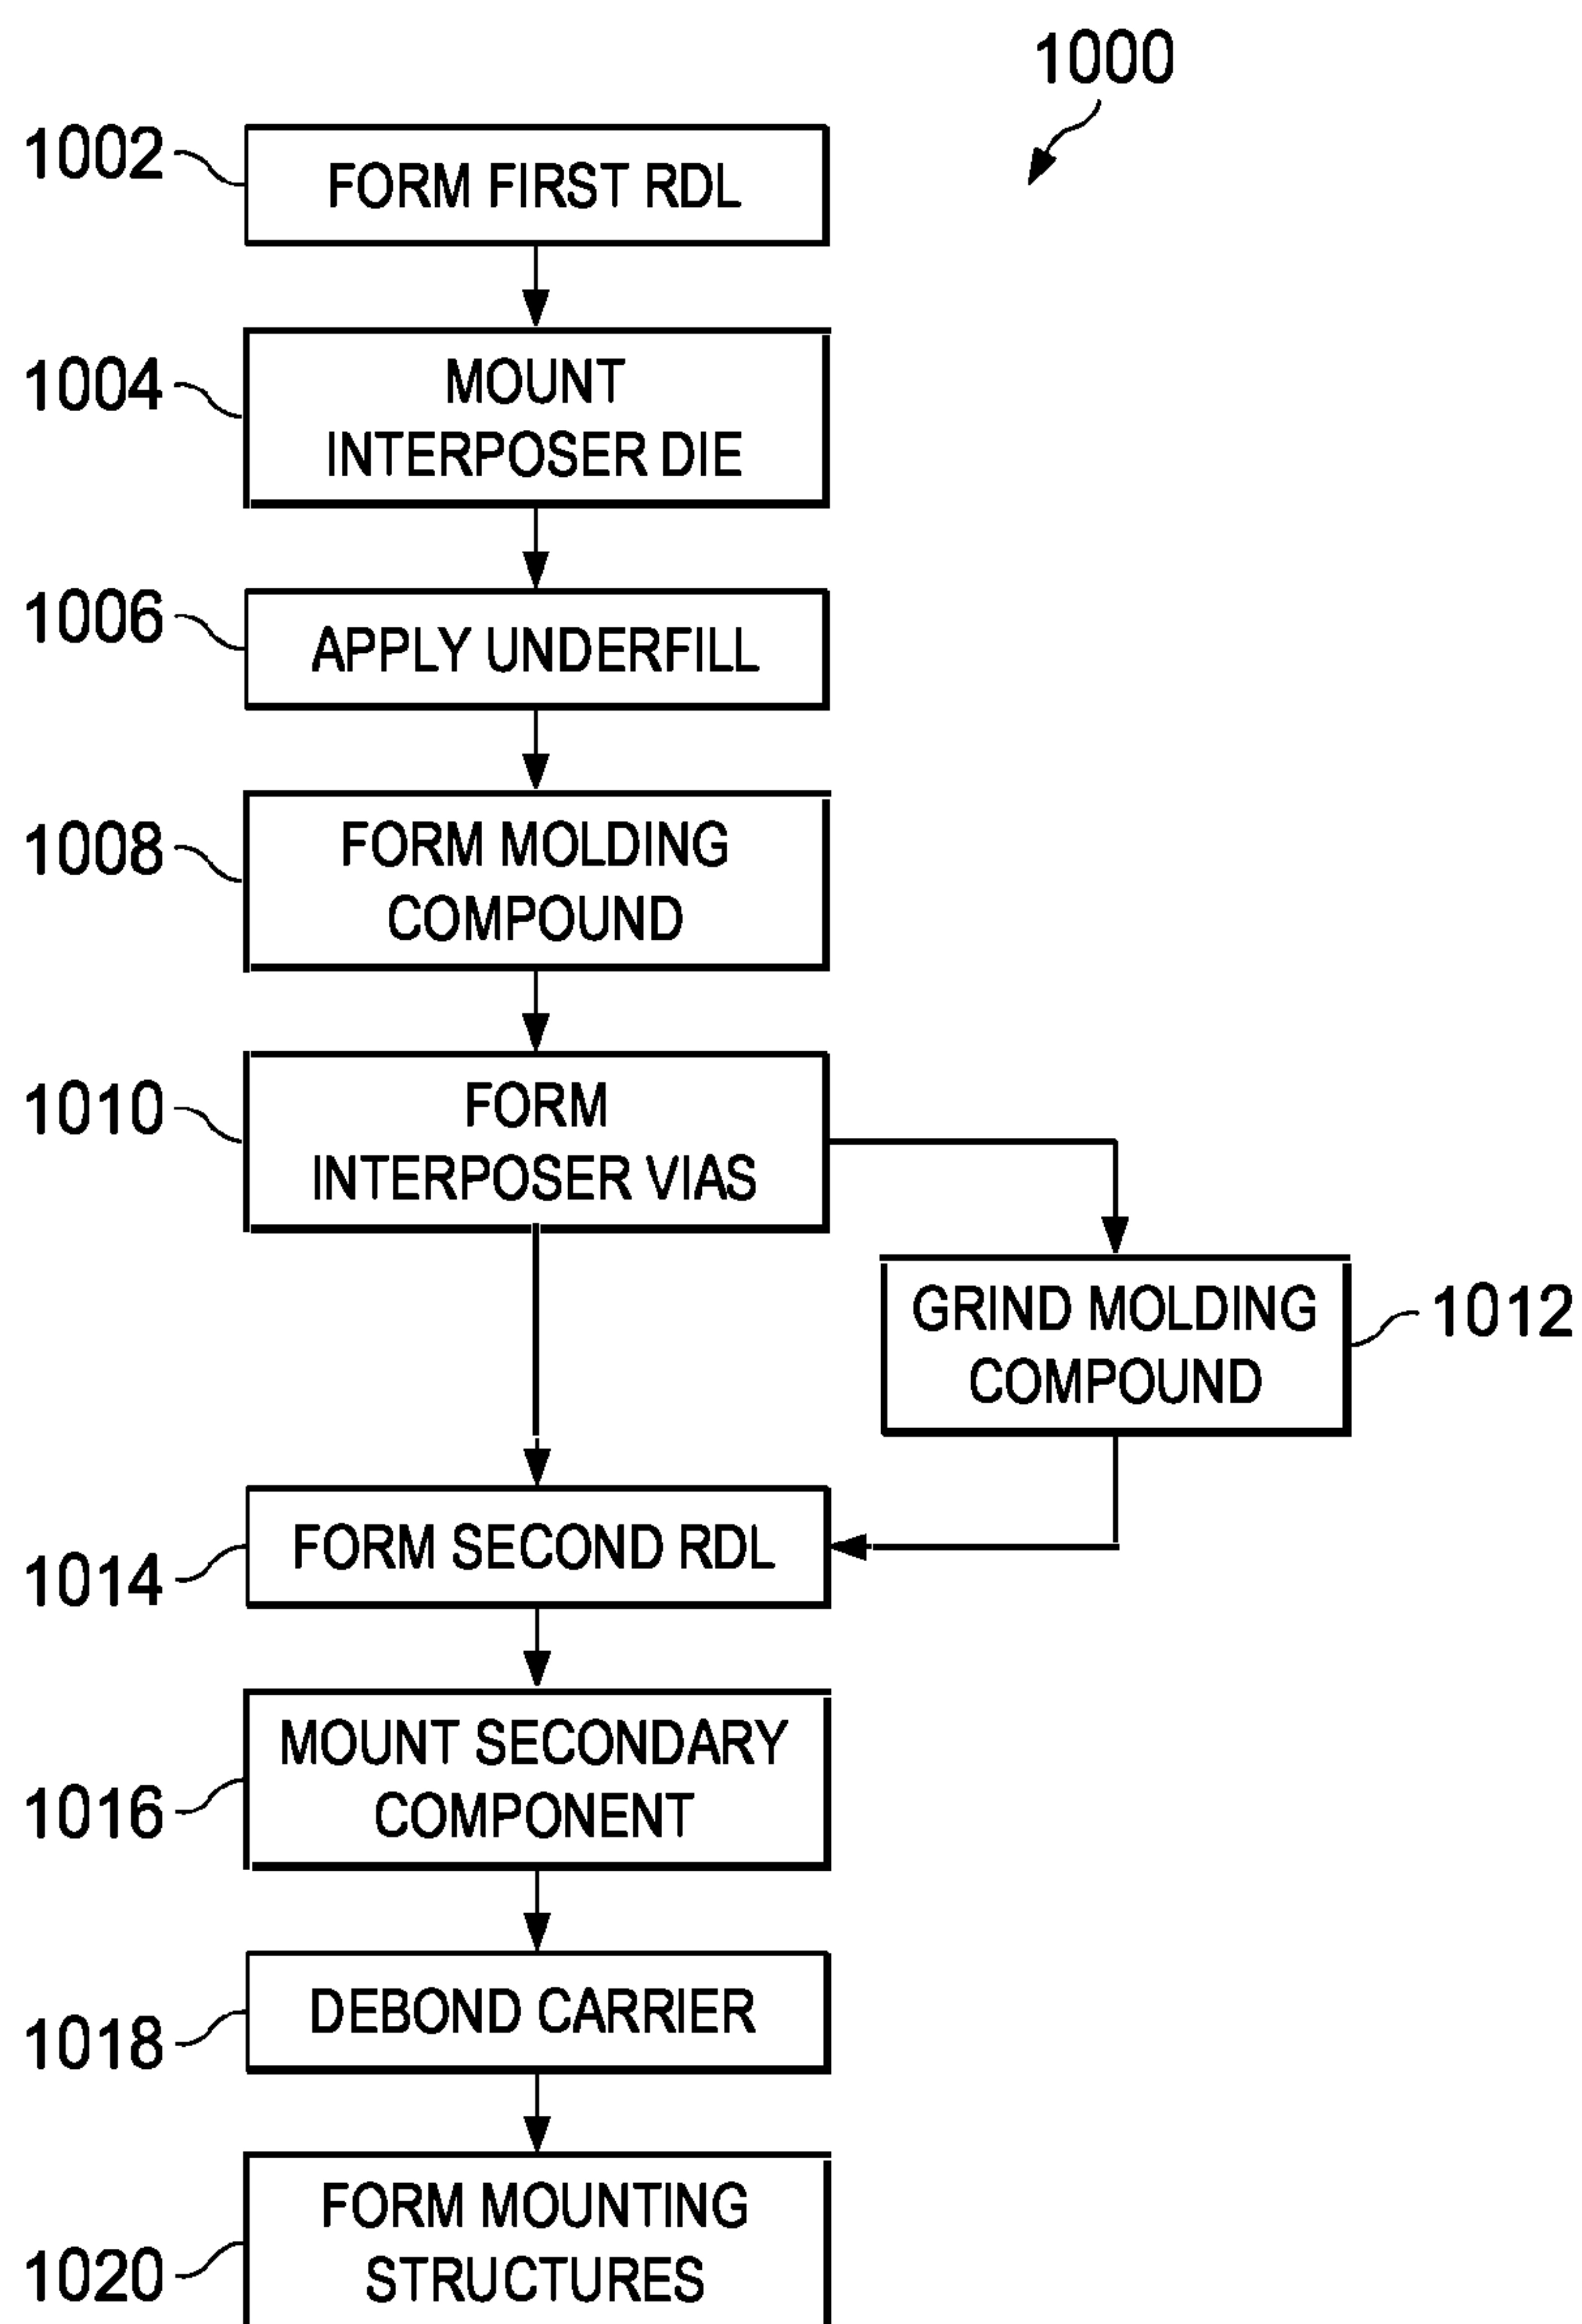 1000
1002
FORM FIRST RDL
1004
MOUNT
INTERPOSER DIE
1006
APPLY UNDERFILL
1008
FORM MOLDING
COMPOUND
1010
FORM
INTERPOSER VIAS
GRIND MOLDING
COMPOUND
1012
1014
FORM SECOND RDL
1016
MOUNT SECONDARY
COMPONENT
1018
DEBOND CARRIER
1020
FORM MOUNTING
STRUCTURES